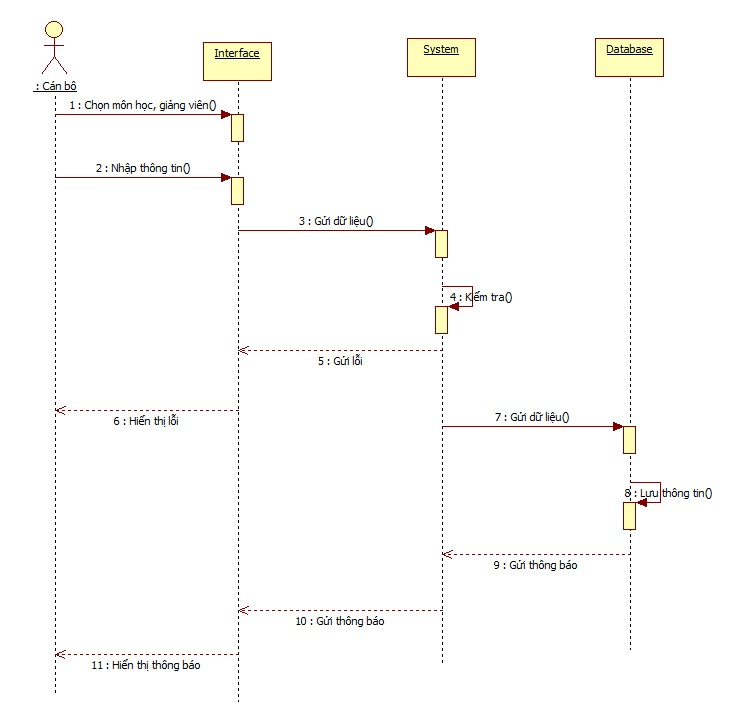 System
Database
Interface
: Cán bộ
1 : Chọn môn học, giảng viên()
2 : Nhập thông tin()
3 : Gửi dữ liệu()
4 : Kiểm tra()
5 : Gửi lỗi
6 : Hiển thị lỗi
7 : Gửi dữ liệu()
8 : Lưu thông tin()
9 : Gửi thông báo
10 : Gửi thông báo
11 : Hiển thị thông báo